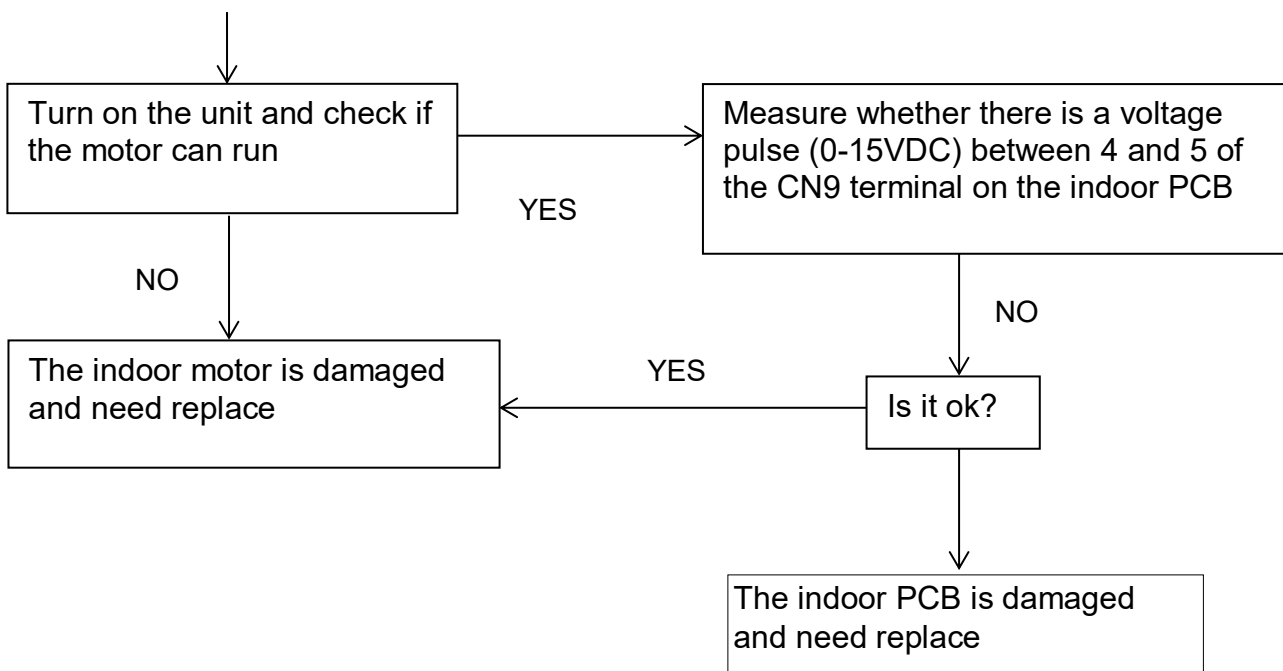 Turn on the unit and check if
the motor can run
YES
Measure whether there is a voltage
pulse (0-15VDC) between 4 and 5 of
the CN9 terminal on the indoor PCB
NO
NO
The indoor motor is damaged
and need replace
YES
Is it ok?
The indoor PCB is damaged
and need replace